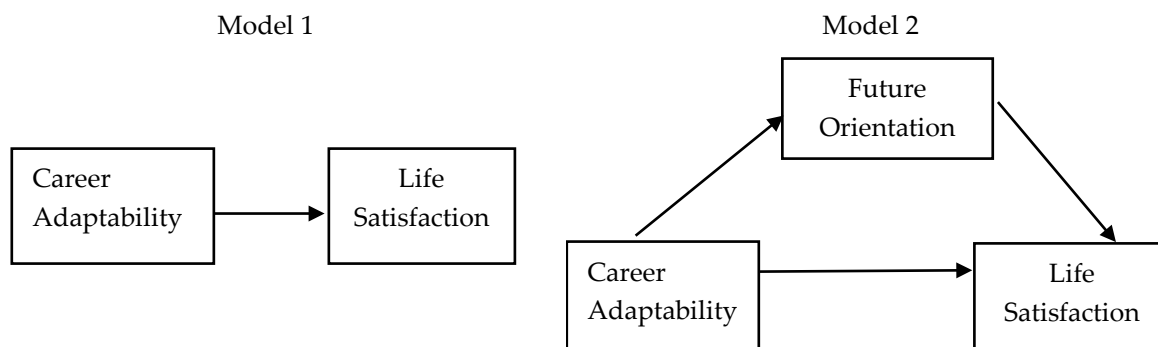 Model 1
Career
Adaptability
Life
Satisfaction
Model 2
Future
Orientation
Career
Adaptability
Life
Satisfaction